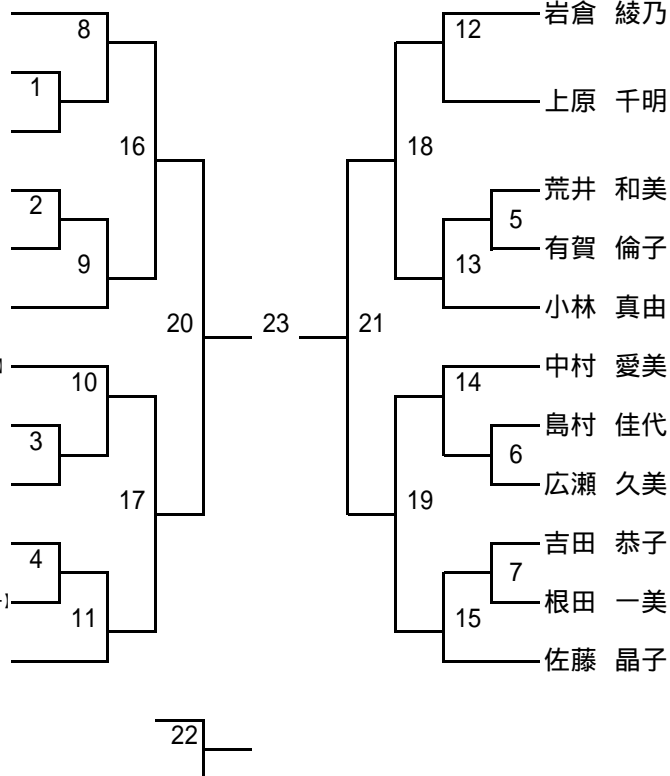 8
12
岩倉 綾乃
1
上原 千明
16
18
2
荒井 和美
5
9
13
有賀 倫子
小林 真由
20
23
21
10
14
中村 愛美
3
島村 佳代
6
17
19
広瀬 久美
4
吉田 恭子
7
11
15
根田 一美
佐藤 晶子
22